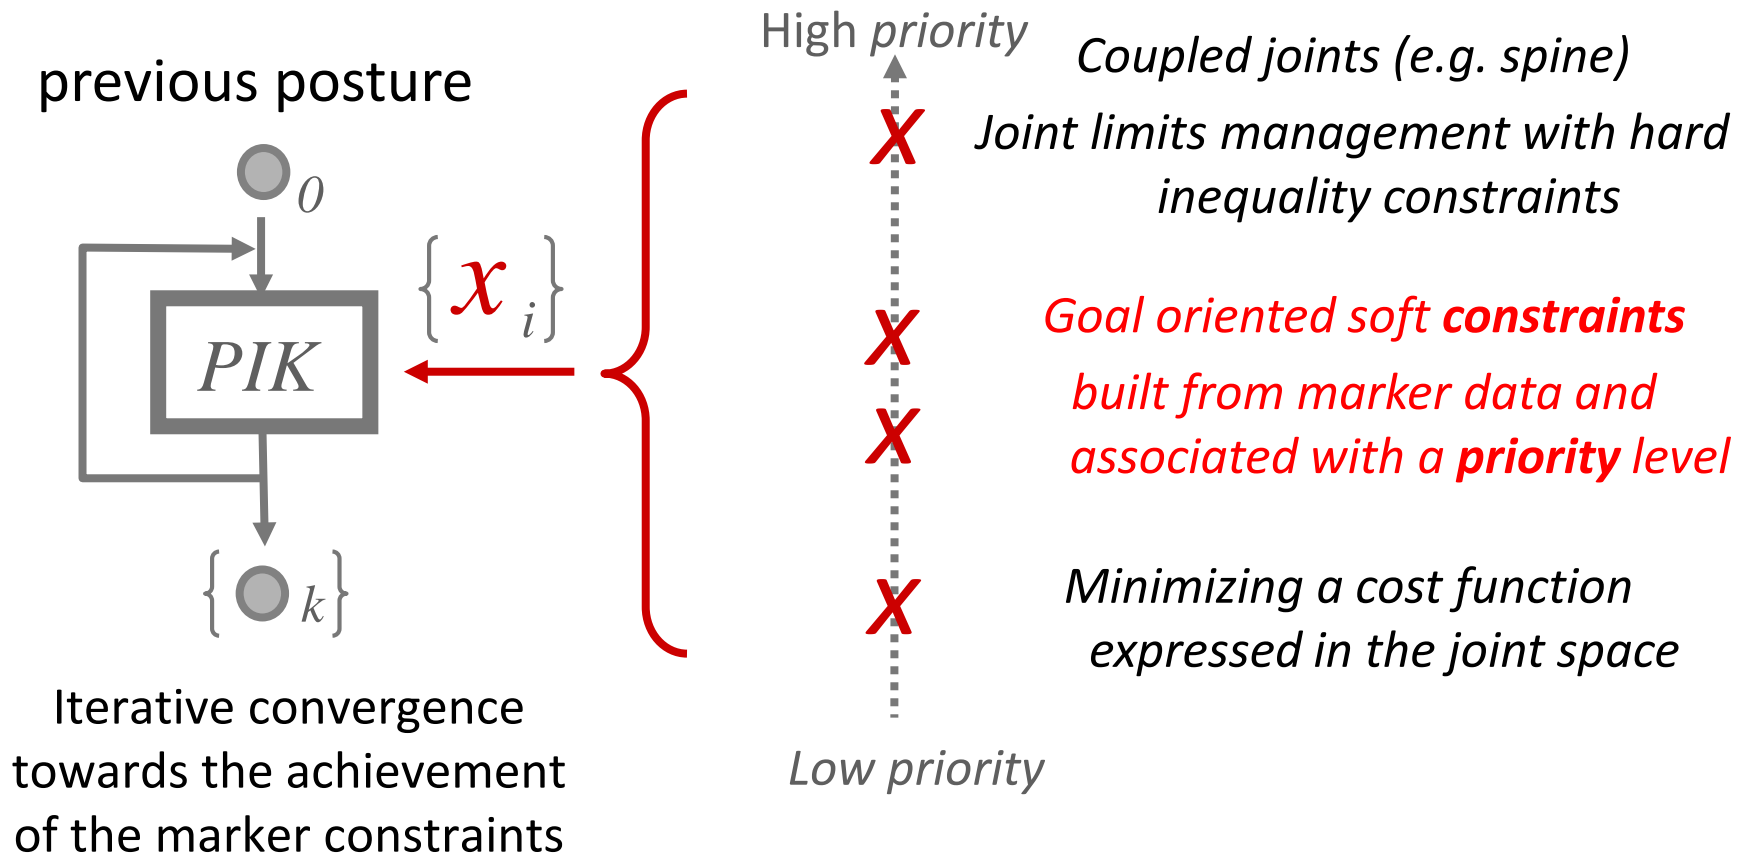 previous posture
0
{x i}
PIK
{ k}
Iterative convergence
towards the achievement
of the marker constraints
High priority
X
X
X
X
Low priority
Coupled joints (e.g. spine)
Joint limits management with hard
inequality constraints
Goal oriented soft constraints
built from marker data and
associated with a priority level
Minimizing a cost function
expressed in the joint space